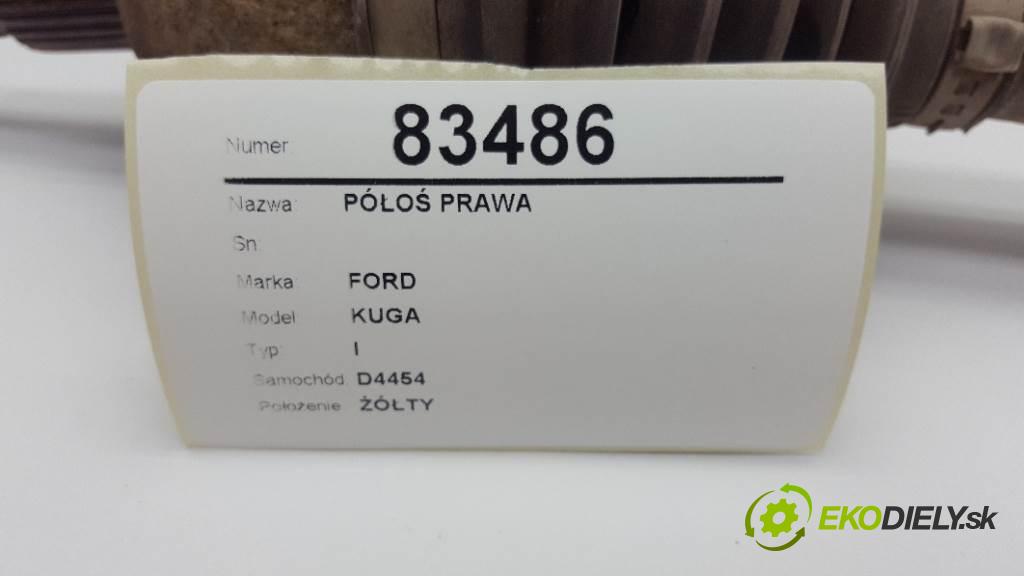 Numer: 83486
Nazwa: PÓŁOŚ PRAWA
Sn:
Marka: FORD
Model: KUGA
Typ: I
Samochód: D4454
Położenie: ŻÓŁTY
EKODIELY.sk